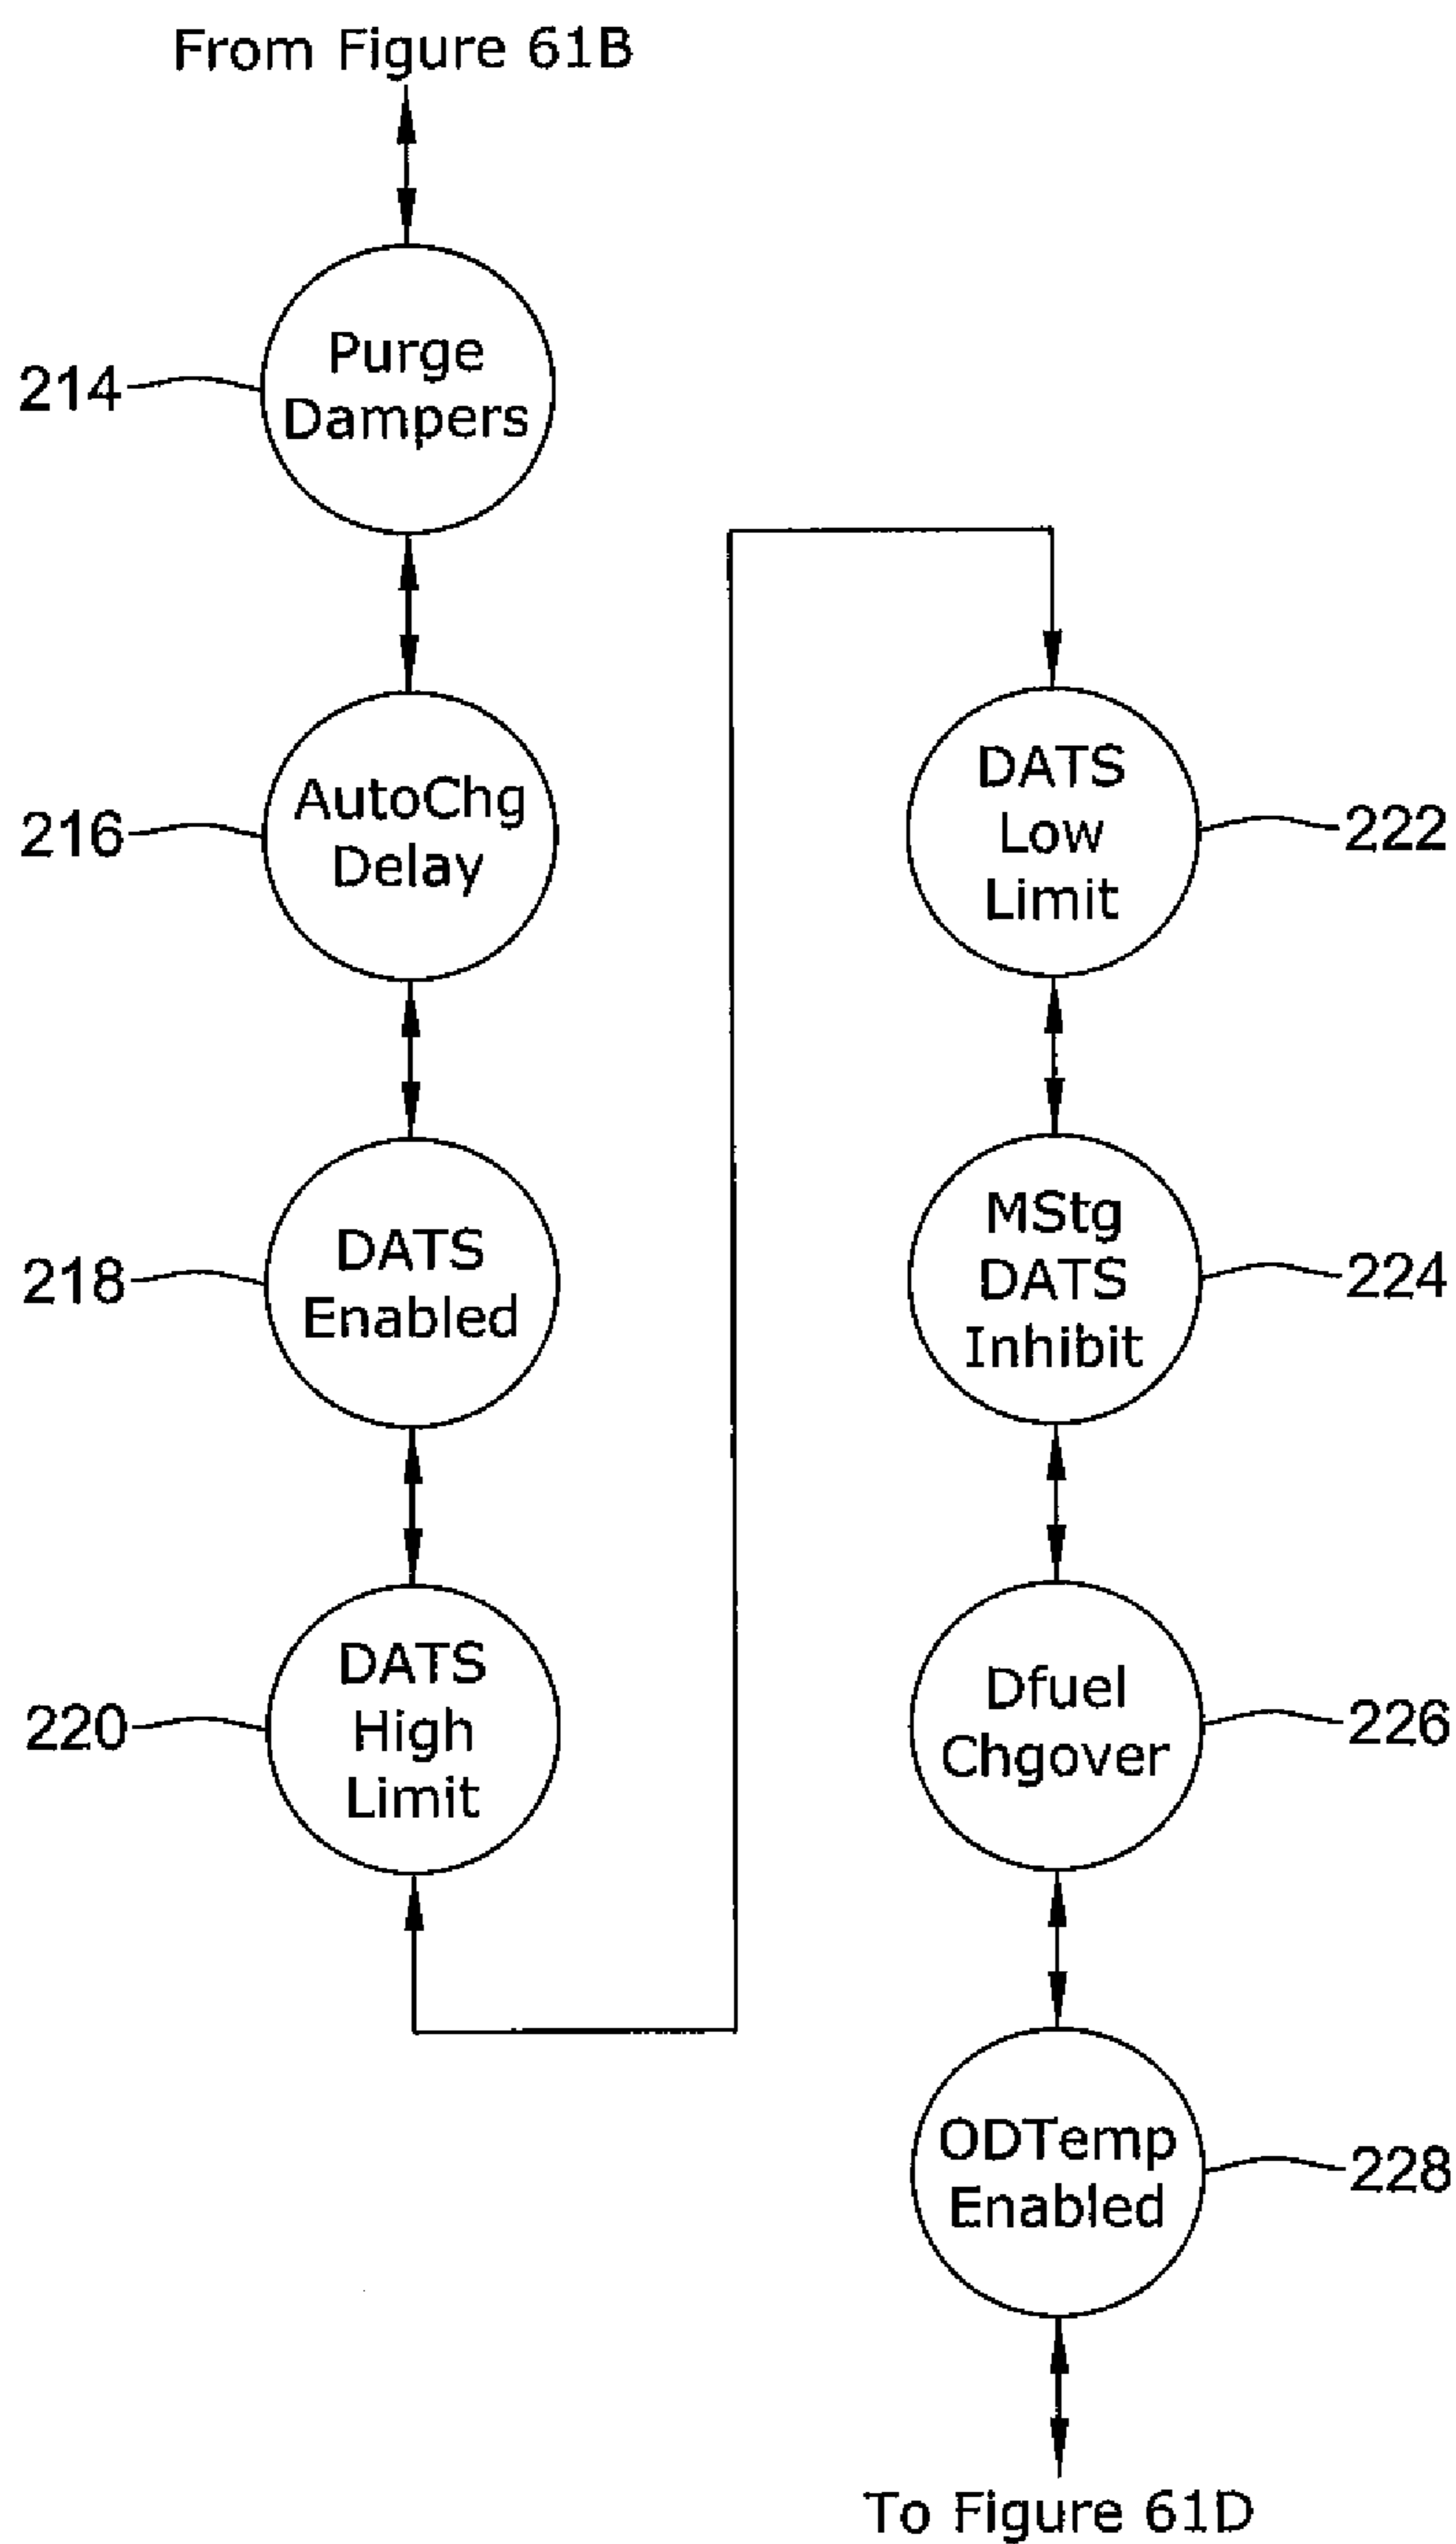 From Figure 61B
214
Purge
Dampers
216
AutoChg
Delay
218
DATS
Enabled
220
DATS
High
Limit
DATS
Low
Limit
222
MStg
DATS
Inhibit
224
Dfuel
Chgover
226
ODTemp
Enabled
228
To Figure 61D